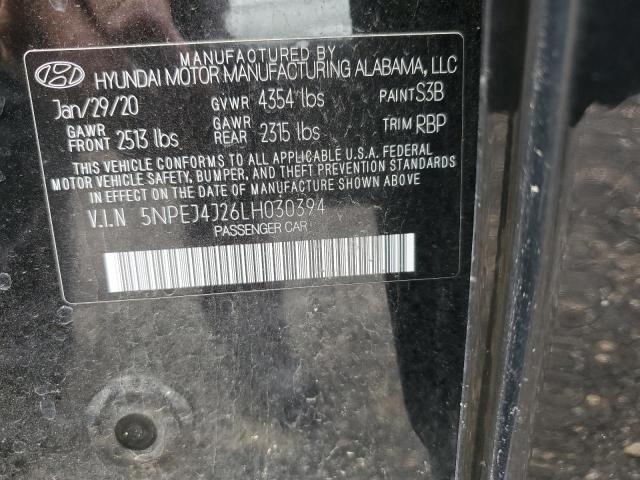 MANUFACTURED BY
HYUNDAI MOTOR MANUFACTURING ALABAMA, LLC
Jan/29/20 GVWR 4354 lbs PAINT S3B
GAWR FRONT 2513 lbs GAWR REAR 2315 lbs TRIM RBP
THIS VEHICLE CONFORMS TO ALL APPLICABLE U.S.A. FEDERAL
MOTOR VEHICLE SAFETY, BUMPER, AND THEFT PREVENTION STANDARDS
IN EFFECT ON THE DATE OF MANUFACTURE SHOWN ABOVE.
V.I.N 5NPEJ4J26LH030394
PASSENGER CAR